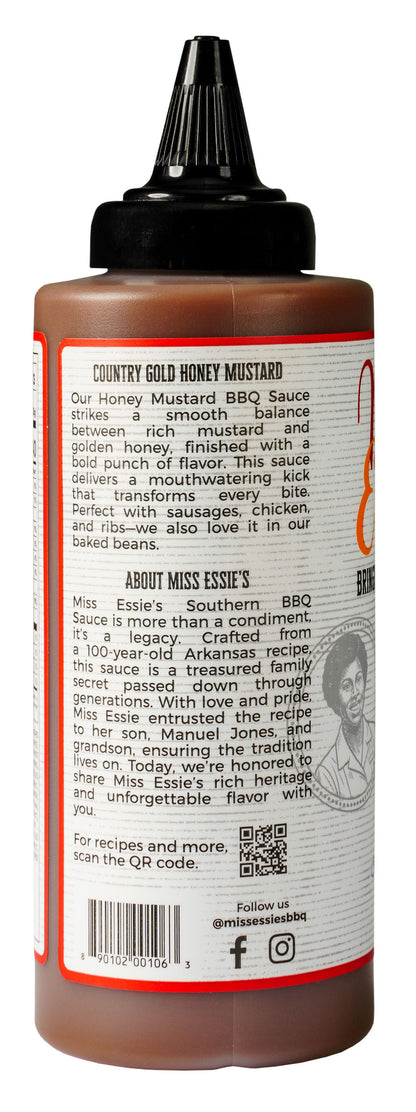 COUNTRY GOLD HONEY MUSTARD
Our Honey Mustard BBQ Sauce
strikes a smooth balance
between rich mustard and
golden honey, finished with a
bold punch of flavor. This sauce
delivers a mouthwatering kick
that transforms every bite.
Perfect with sausages, chicken,
and ribs—we also love it in our
baked beans.
ABOUT MISS ESSIE'S
Miss Essie's Southern BBQ
Sauce is more than a condiment,
it's a legacy. Crafted from
a 100-year-old Arkansas recipe,
this sauce is a treasured family
secret passed down through
generations. With love and pride,
Miss Essie entrusted the recipe
to her son, Manuel Jones, and
grandson, ensuring the tradition
lives on. Today, we're honored to
share Miss Essie's rich heritage
and unforgettable flavor with
you.
For recipes and more,
scan the QR code.
Follow us
@missessiesbbq
8 90102 00106 3